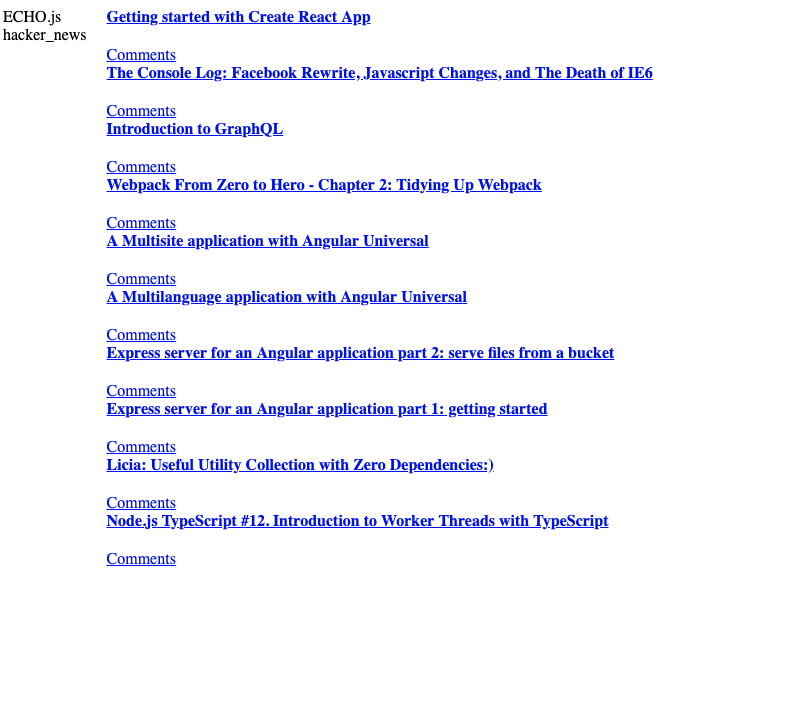 ECHO.js
hacker_news
Getting started with Create React App
Comments
The Console Log: Facebook Rewrite, Javascript Changes, and The Death of IE6
Comments
Introduction to GraphQL
Comments
Webpack From Zero to Hero - Chapter 2: Tidying Up Webpack
Comments
A Multisite application with Angular Universal
Comments
A Multilanguage application with Angular Universal
Comments
Express server for an Angular application part 2: serve files from a bucket
Comments
Express server for an Angular application part 1: getting started
Comments
Licia: Useful Utility Collection with Zero Dependencies:)
Comments
Node.js TypeScript #12. Introduction to Worker Threads with TypeScript
Comments